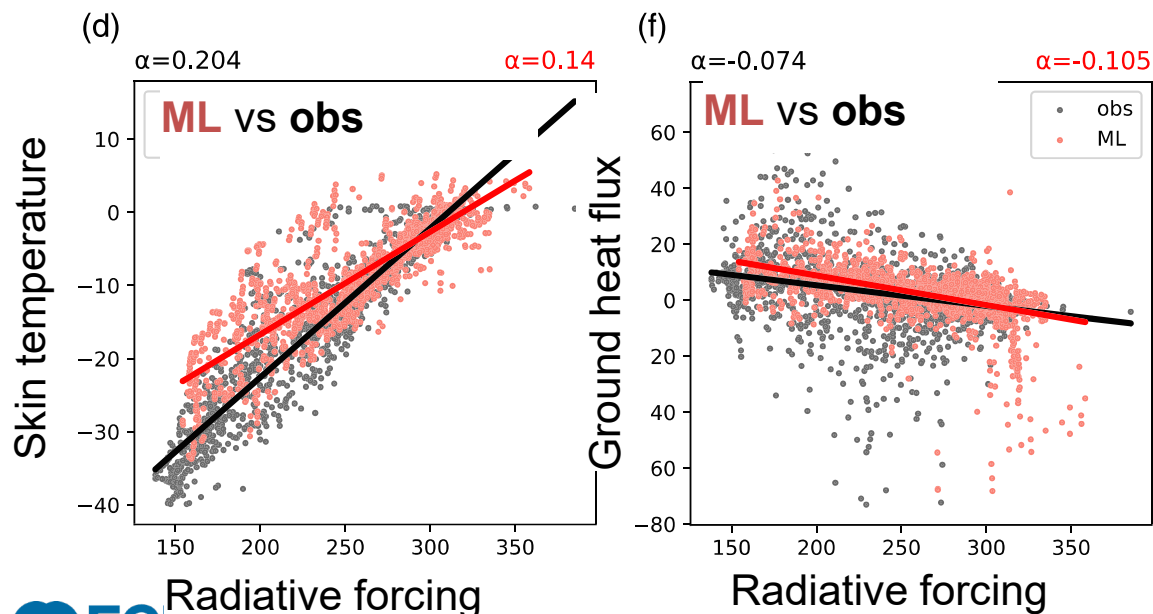 (d)
α=0.204 α=0.14
ML vs obs
Skin temperature
10
0
−10
−20
−30
−40
150 200 250 300 350
Radiative forcing
(f)
α=-0.074 α=-0.105
ML vs obs
obs
ML
Ground heat flux
60
40
20
0
20
40
60
−80
150 200 250 300 350
Radiative forcing